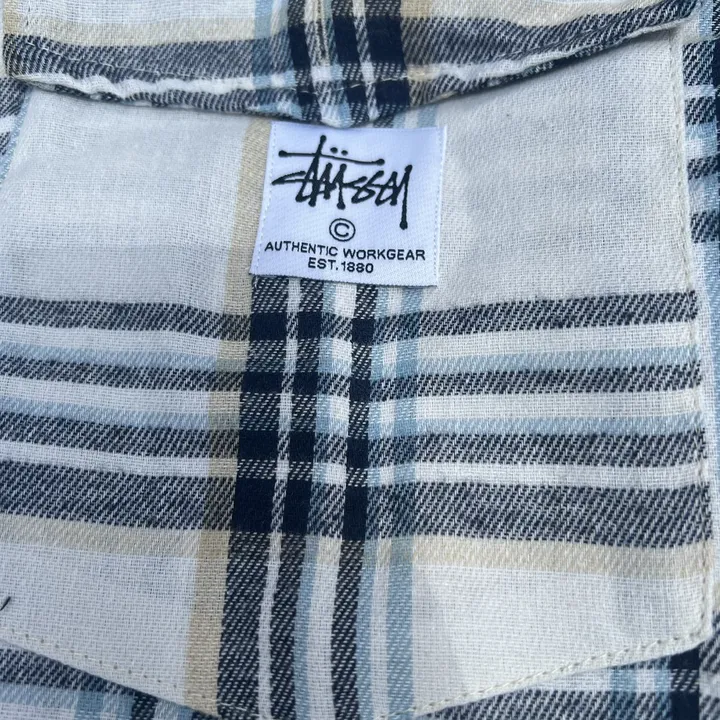 Stüssy
©
AUTHENTIC WORKGEAR
EST. 1880